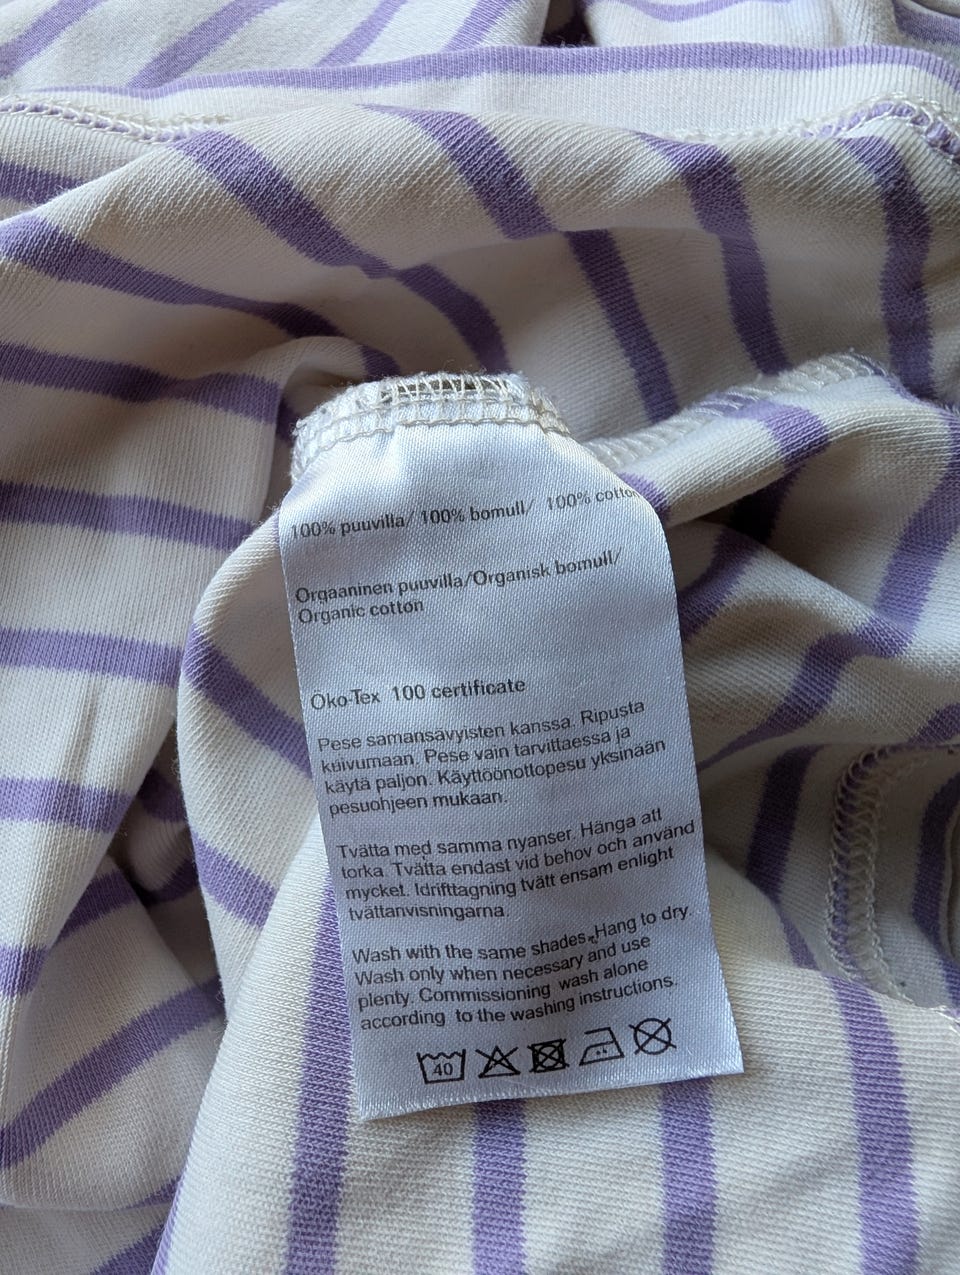 100% puuvilla/ 100% bomull/ 100% cotton
Orgaaninen puuvilla/Organisk bomull/
Organic cotton
Öko-Tex 100 certificate
Pese samansävyisten kanssa. Ripusta
kuivumaan. Pese vain tarvittaessa ja
käytä paljon. Käyttöönottopesu yksinään
pesuohjeen mukaan.
Tvätta med samma nyanser. Hänga att
torka. Tvätta endast vid behov och använd
mycket. Idrifttagning tvätt ensam enlight
tvättanvisningarna.
Wash with the same shades. Hang to dry.
Wash only when necessary and use
plenty. Commissioning wash alone
according to the washing instructions.
40